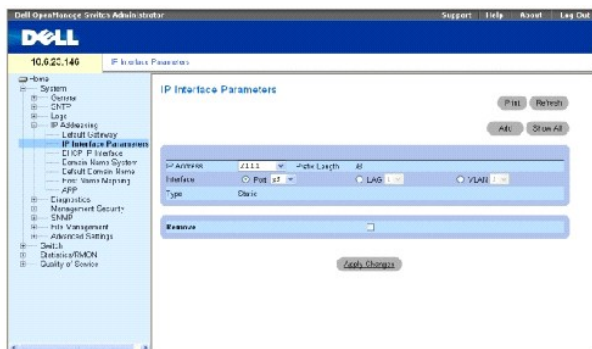 Dell OpenManage Switch Administrator
Support Help About Log Out
DELL
10.6.23.146 IP Interface Parameters
Home
System
General
SNTP
Logs
IP Addressing
Default Gateway
IP Interface Parameters
DHCP IP Interface
Domain Name System
Default Domain Name
Host Name Mapping
ARP
Diagnostics
Management Security
SNMP
File Management
Advanced Settings
Switch
Statistics/RMON
Quality of Service
IP Interface Parameters
Print Refresh
Add Show All
IP Address Prefix Length
Interface Port LAG VLAN
Type Static
Remove
Apply Changes